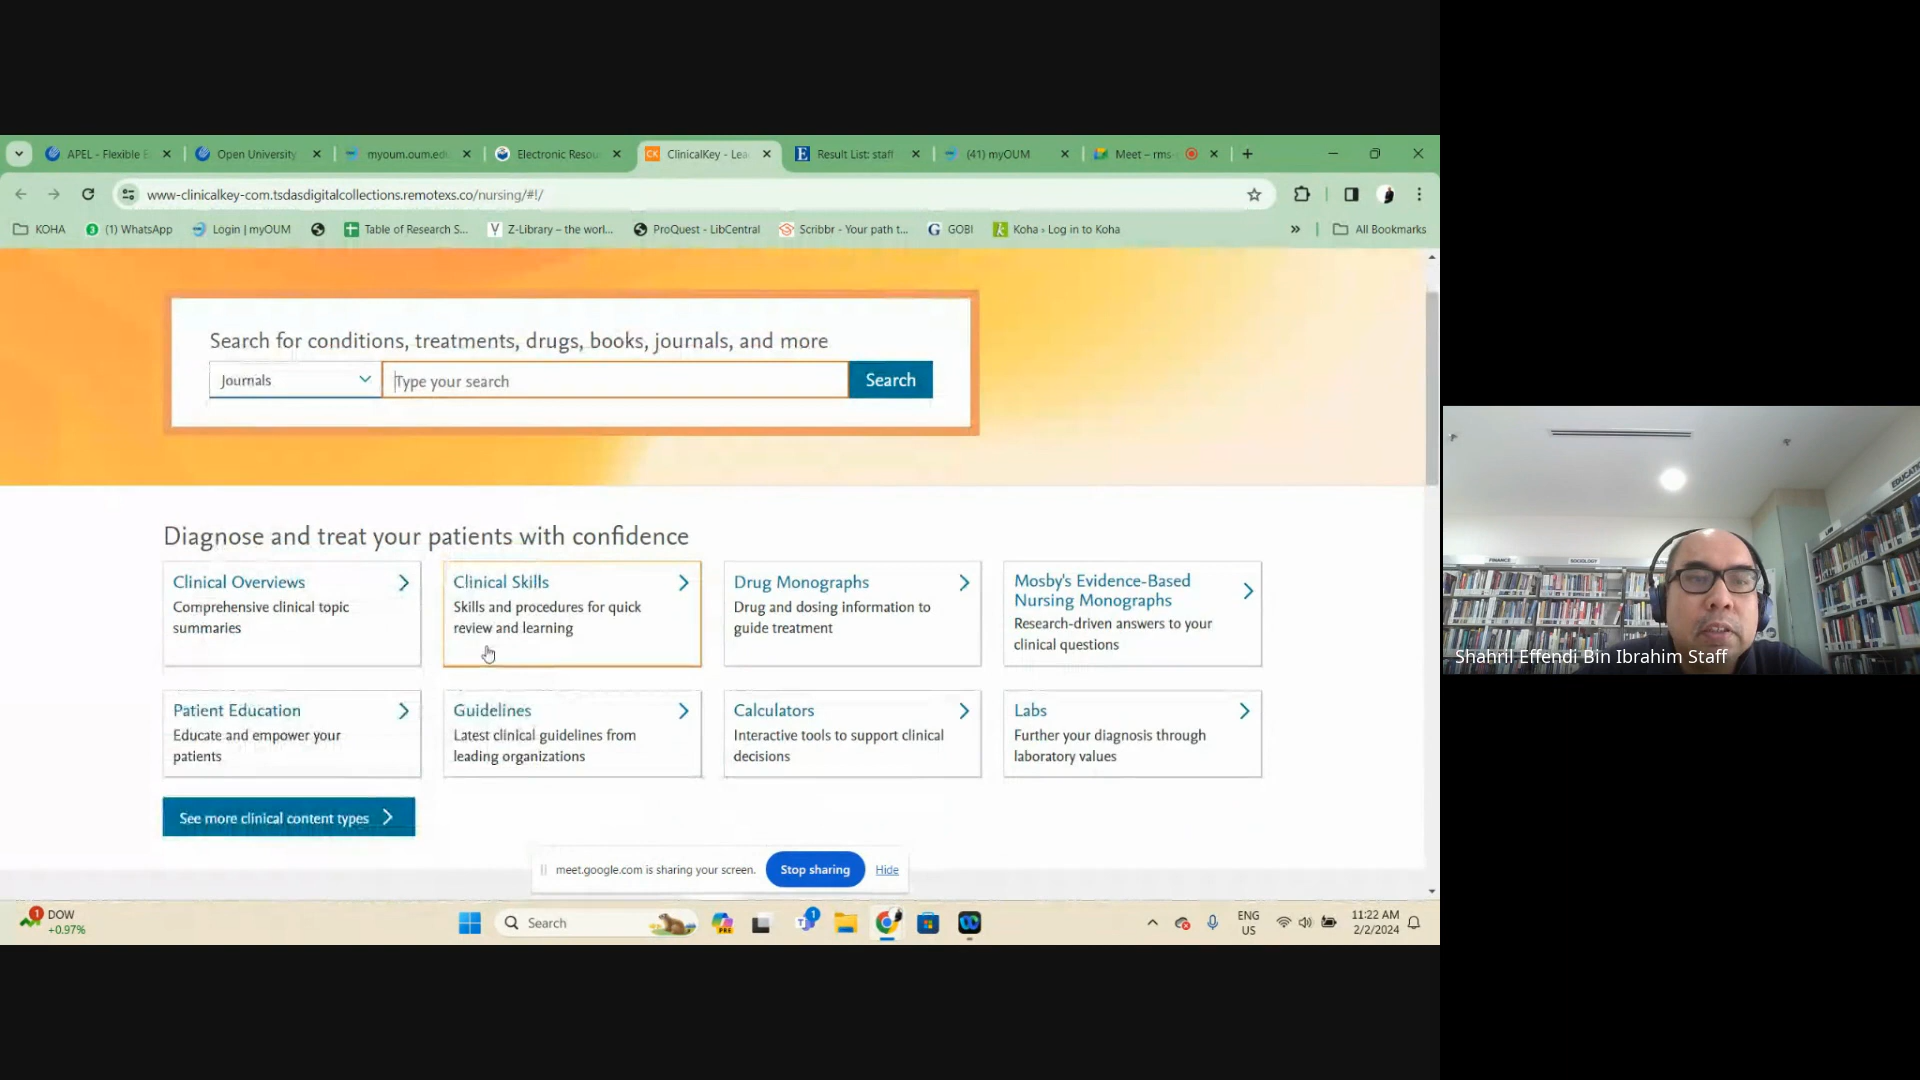 APEL - Flexible E
Open University
myoum.oum.ed
Electronic Resou
ClinicalKey - Lea
Result List: staff
(41) myOUM
Meet – rms-
www-clinicalkey-com.tsdasdigitalcollections.remotexs.co/nursing/#!/
KOHA
(1) WhatsApp
Login | myOUM
Table of Research S...
Z-Library – the worl...
ProQuest - LibCentral
Scribbr - Your path t...
GOBI
Koha › Log in to Koha
All Bookmarks
Search for conditions, treatments, drugs, books, journals, and more
Journals
Type your search
Search
Diagnose and treat your patients with confidence
Clinical Overviews
Comprehensive clinical topic
summaries
Clinical Skills
Skills and procedures for quick
review and learning
Drug Monographs
Drug and dosing information to
guide treatment
Mosby's Evidence-Based
Nursing Monographs
Research-driven answers to your
clinical questions
Patient Education
Educate and empower your
patients
Guidelines
Latest clinical guidelines from
leading organizations
Calculators
Interactive tools to support clinical
decisions
Labs
Further your diagnosis through
laboratory values
See more clinical content types
meet.google.com is sharing your screen.
Stop sharing
Hide
DOW
+0.97%
Search
ENG
US
11:22 AM
2/2/2024
FINANCE
SOCIOLOGY
LAW
EDUCATI
Shahril Effendi Bin Ibrahim Staff